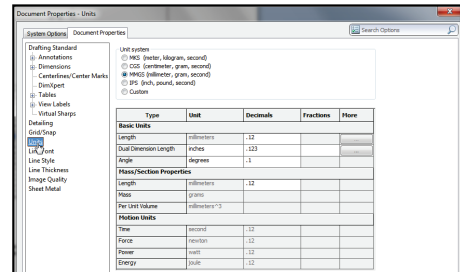 Document Properties - Units
System Options
Document Properties
Search Options
Drafting Standard
Annotations
Dimensions
Centerlines/Center Marks
DimXpert
Tables
View Labels
Virtual Sharps
Detailing
Grid/Snap
Units
Line Font
Line Style
Line Thickness
Image Quality
Sheet Metal
Unit system
MKS (meter, kilogram, second)
CGS (centimeter, gram, second)
MMGS (millimeter, gram, second)
IPS (inch, pound, second)
Custom
Type Unit Decimals Fractions More
Basic Units
Length millimeters .12 ...
Dual Dimension Length inches .123 ...
Angle degrees .1
Mass/Section Properties
Length millimeters .12
Mass grams
Per Unit Volume millimeters^3
Motion Units
Time second .12
Force newton .12
Power watt .12
Energy joule .12